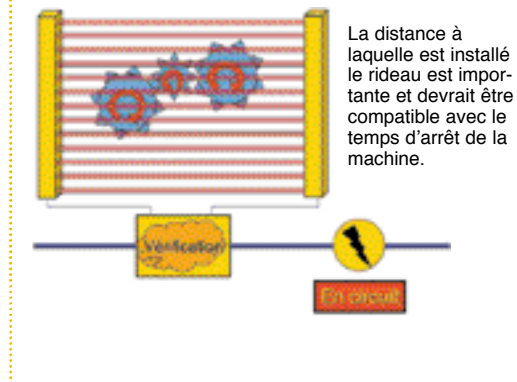 La distance à
laquelle est installé
le rideau est impor-
tante et devrait être
compatible avec le
temps d'arrêt de la
machine.
Vérification
En circuit